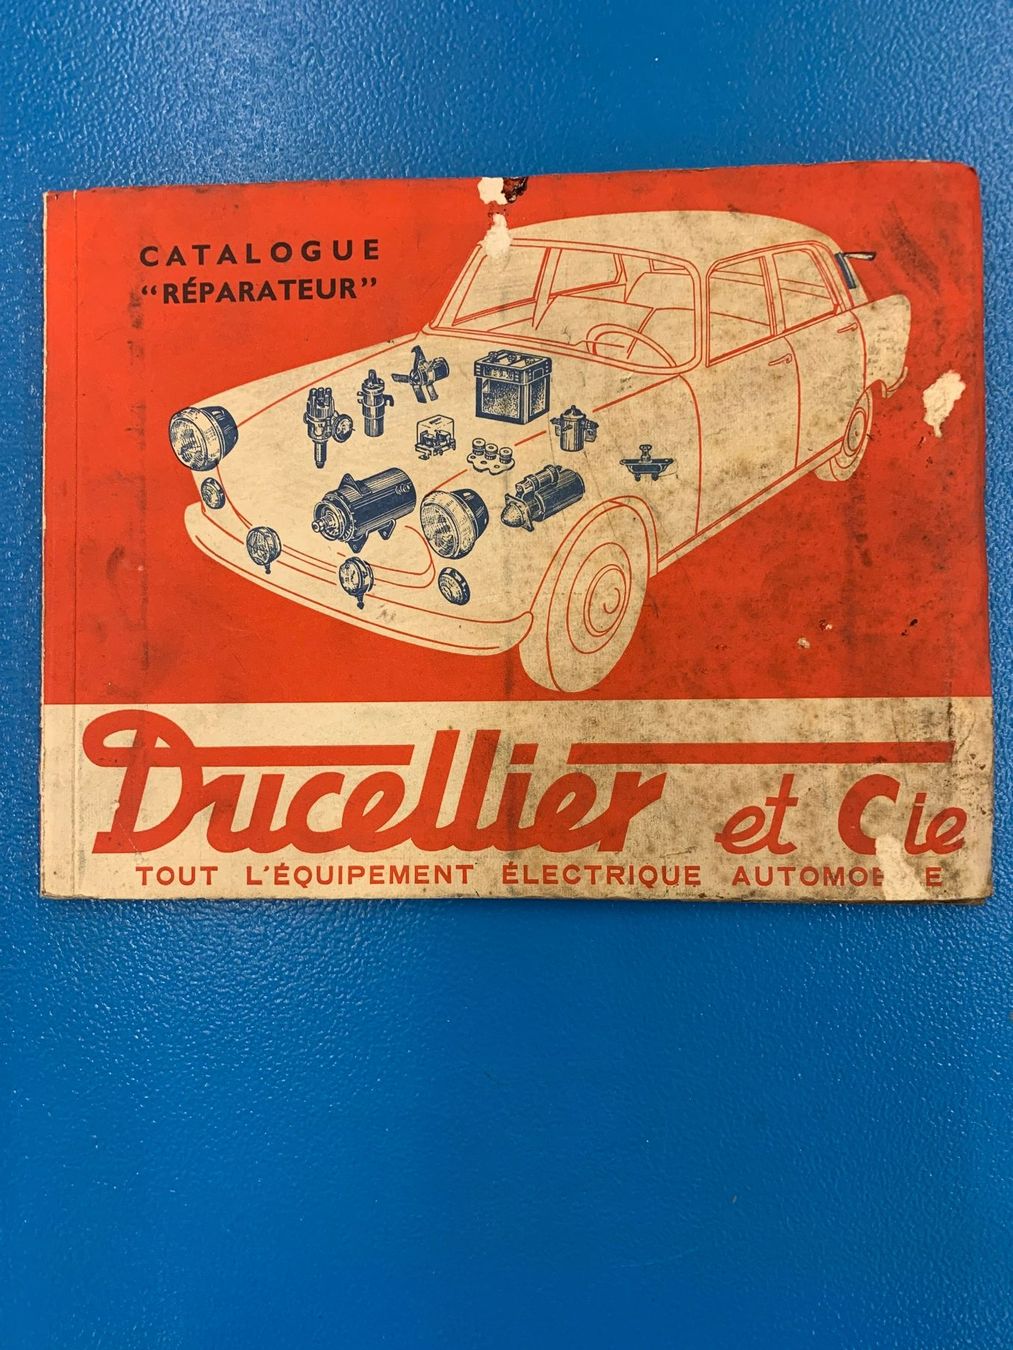 CATALOGUE
“RÉPARATEUR”
Ducellier et Cie
TOUT L'ÉQUIPEMENT ÉLECTRIQUE